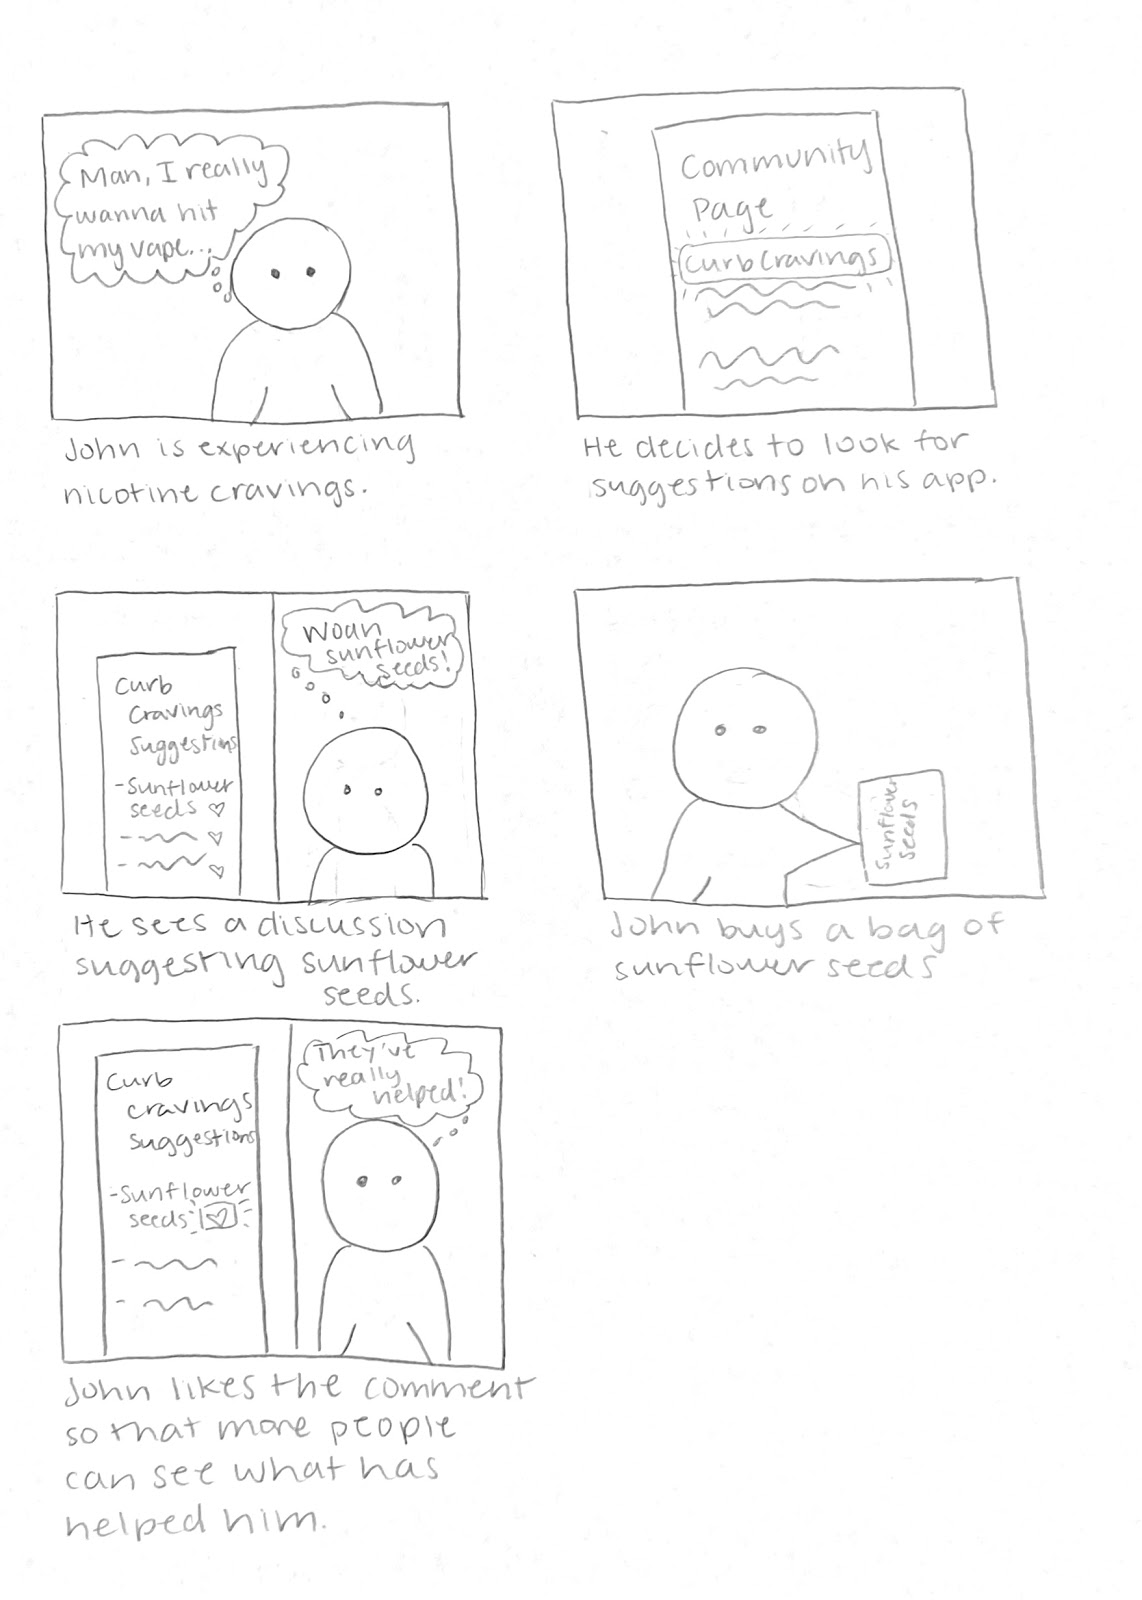 Man, I really
wanna hit
my vape...
John is experiencing
nicotine cravings.
Community
Page
Curb Cravings
He decides to look for
suggestions on his app.
Curb
Cravings
Suggestions
-Sunflower
seeds ♡
Woah
sunflower
seeds!
He sees a discussion
suggesting sunflower
seeds.
Sunflower
seeds
John buys a bag of
sunflower seeds
Curb
cravings
suggestions
-Sunflower
seeds ♡
They've
really
helped!
John likes the comment
so that more people
can see what has
helped him.